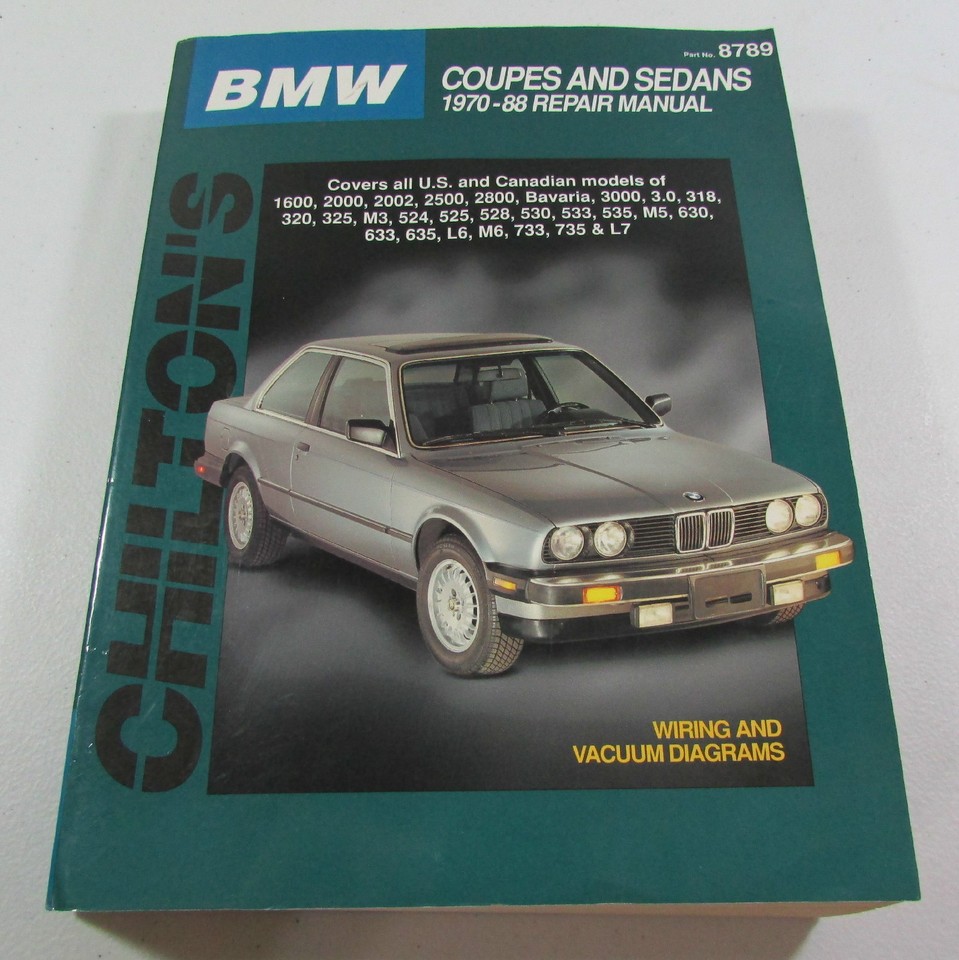 Part No. 8789
BMW
COUPES AND SEDANS
1970-88 REPAIR MANUAL
CHILTON'S
Covers all U.S. and Canadian models of
1600, 2000, 2002, 2500, 2800, Bavaria, 3000, 3.0, 318,
320, 325, M3, 524, 525, 528, 530, 533, 535, M5, 630,
633, 635, L6, M6, 733, 735 & L7
WIRING AND
VACUUM DIAGRAMS